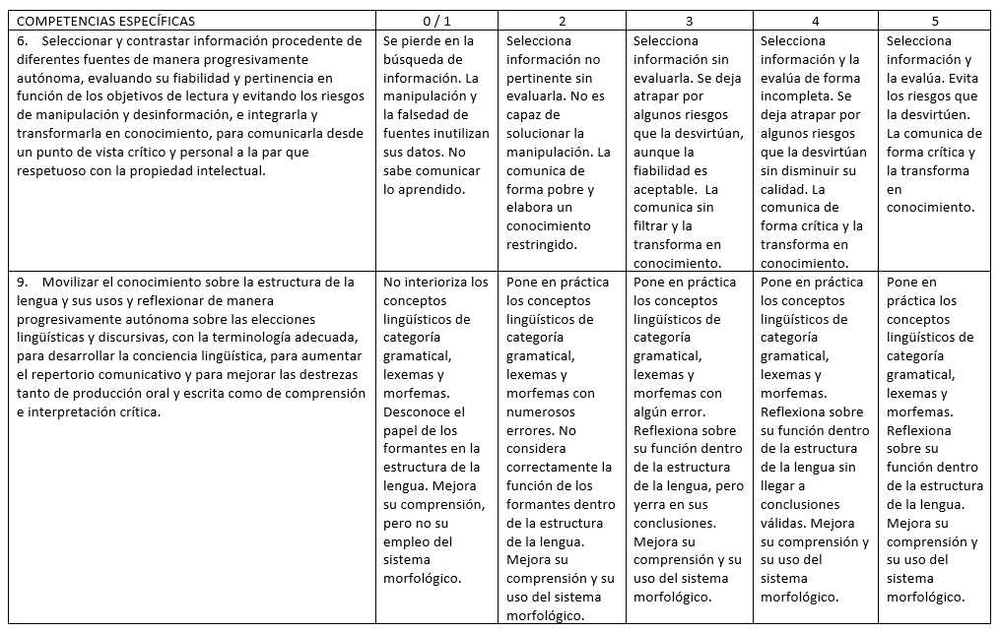 COMPETENCIAS ESPECÍFICAS
0 / 1
2
3
4
5
6. Seleccionar y contrastar información procedente de
diferentes fuentes de manera progresivamente
autónoma, evaluando su fiabilidad y pertinencia en
función de los objetivos de lectura y evitando los riesgos
de manipulación y desinformación, e integrarla y
transformarla en conocimiento, para comunicarla desde
un punto de vista crítico y personal a la par que
respetuoso con la propiedad intelectual.
Se pierde en la
búsqueda de
información. La
manipulación y
la falsedad de
fuentes inutilizan
sus datos. No
sabe comunicar
lo aprendido.
Selecciona
información no
pertinente sin
evaluarla. No es
capaz de
solucionar la
manipulación. La
comunica de
forma pobre y
elabora un
conocimiento
restringido.
Selecciona
información sin
evaluarla. Se deja
atrapar por
algunos riesgos
que la desvirtúan,
aunque la
fiabilidad es
aceptable. La
comunica sin
filtrar y la
transforma en
conocimiento.
Selecciona
información y la
evalúa de forma
incompleta. Se
deja atrapar por
algunos riesgos
que la desvirtúan
sin disminuir su
calidad. La
comunica de
forma crítica y la
transforma en
conocimiento.
Selecciona
información y
la evalúa. Evita
los riesgos que
la desvirtúen.
La comunica de
forma crítica y
la transforma
en
conocimiento.
9. Movilizar el conocimiento sobre la estructura de la
lengua y sus usos y reflexionar de manera
progresivamente autónoma sobre las elecciones
lingüísticas y discursivas, con la terminología adecuada,
para desarrollar la conciencia lingüística, para aumentar
el repertorio comunicativo y para mejorar las destrezas
tanto de producción oral y escrita como de comprensión
e interpretación crítica.
No interioriza los
conceptos
lingüísticos de
categoría
gramatical,
lexemas y
morfemas.
Desconoce el
papel de los
formantes en la
estructura de la
lengua. Mejora
su comprensión,
pero no su
empleo del
sistema
morfológico.
Pone en práctica
los conceptos
lingüísticos de
categoría
gramatical,
lexemas y
morfemas con
numerosos
errores. No
considera
correctamente la
función de los
formantes dentro
de la estructura
de la lengua.
Mejora su
comprensión y su
uso del sistema
morfológico.
Pone en práctica
los conceptos
lingüísticos de
categoría
gramatical,
lexemas y
morfemas con
algún error.
Reflexiona sobre
su función dentro
de la estructura
de la lengua, pero
yerra en sus
conclusiones.
Mejora su
comprensión y su
uso del sistema
morfológico.
Pone en práctica
los conceptos
lingüísticos de
categoría
gramatical,
lexemas y
morfemas.
Reflexiona sobre
su función dentro
de la estructura
de la lengua sin
llegar a
conclusiones
válidas. Mejora
su comprensión y
su uso del
sistema
morfológico.
Pone en
práctica los
conceptos
lingüísticos de
categoría
gramatical,
lexemas y
morfemas.
Reflexiona
sobre su
función dentro
de la estructura
de la lengua.
Mejora su
comprensión y
su uso del
sistema
morfológico.